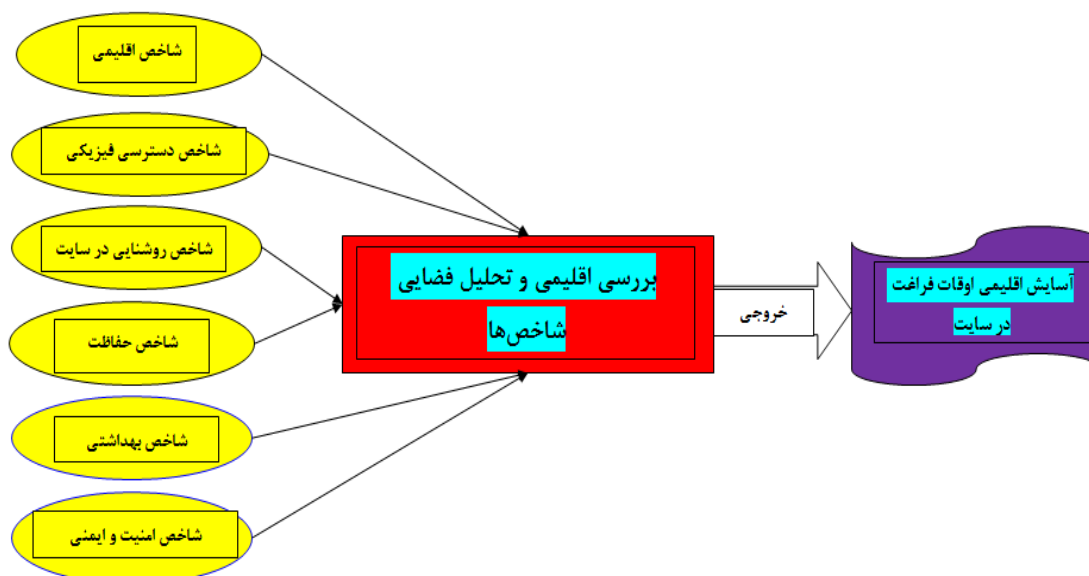 شاخص اقلیمی
شاخص دسترسی فیزیکی
شاخص روشنایی در سایت
شاخص حفاظت
شاخص بهداشتی
شاخص امنیت و ایمنی
بررسی اقلیمی و تحلیل فضایی
شاخص‌ها
خروجی
آسایش اقلیمی اوقات فراغت
در سایت